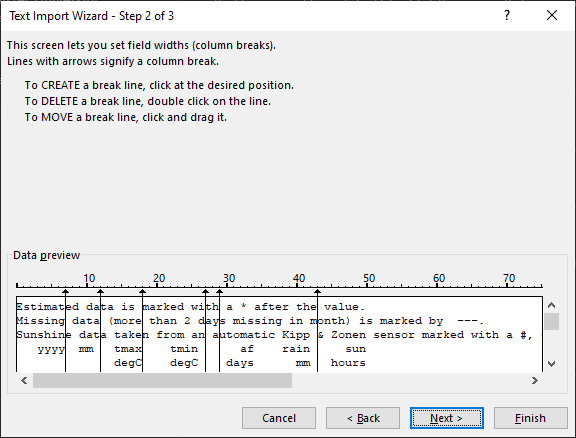 Text Import Wizard - Step 2 of 3 ? ×
This screen lets you set field widths (column breaks).
Lines with arrows signify a column break.
To CREATE a break line, click at the desired position.
To DELETE a break line, double click on the line.
To MOVE a break line, click and drag it.
Data preview
10 20 30 40 50 60 70
Estimated data is marked with a * after the value.
Missing data (more than 2 days missing in month) is marked by ---.
Sunshine data taken from an automatic Kipp & Zonen sensor marked with a #,
yyyy mm tmax tmin af rain sun
degC degC days mm hours
Cancel < Back Next > Finish